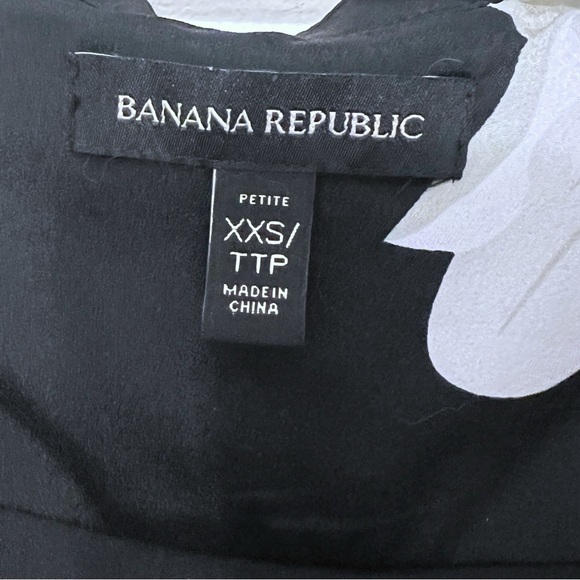 BANANA REPUBLIC
PETITE
XXS/
TTP
MADE IN
CHINA